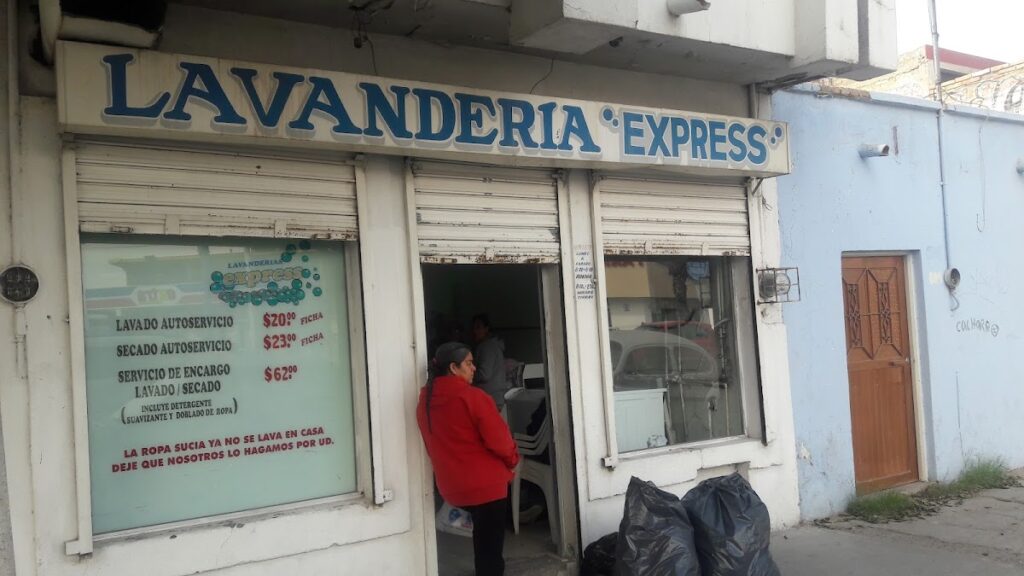 LAVANDERIA "EXPRESS"
LAVANDERIAS
express
LAVADO AUTOSERVICIO $20.00 FICHA
SECADO AUTOSERVICIO $23.00 FICHA
SERVICIO DE ENCARGO
LAVADO / SECADO $62.00
(INCLUYE DETERGENTE
SUAVIZANTE Y DOBLADO DE ROPA)
LA ROPA SUCIA YA NO SE LAVA EN CASA
DEJE QUE NOSOTROS LO HAGAMOS POR UD.
LUNES
A